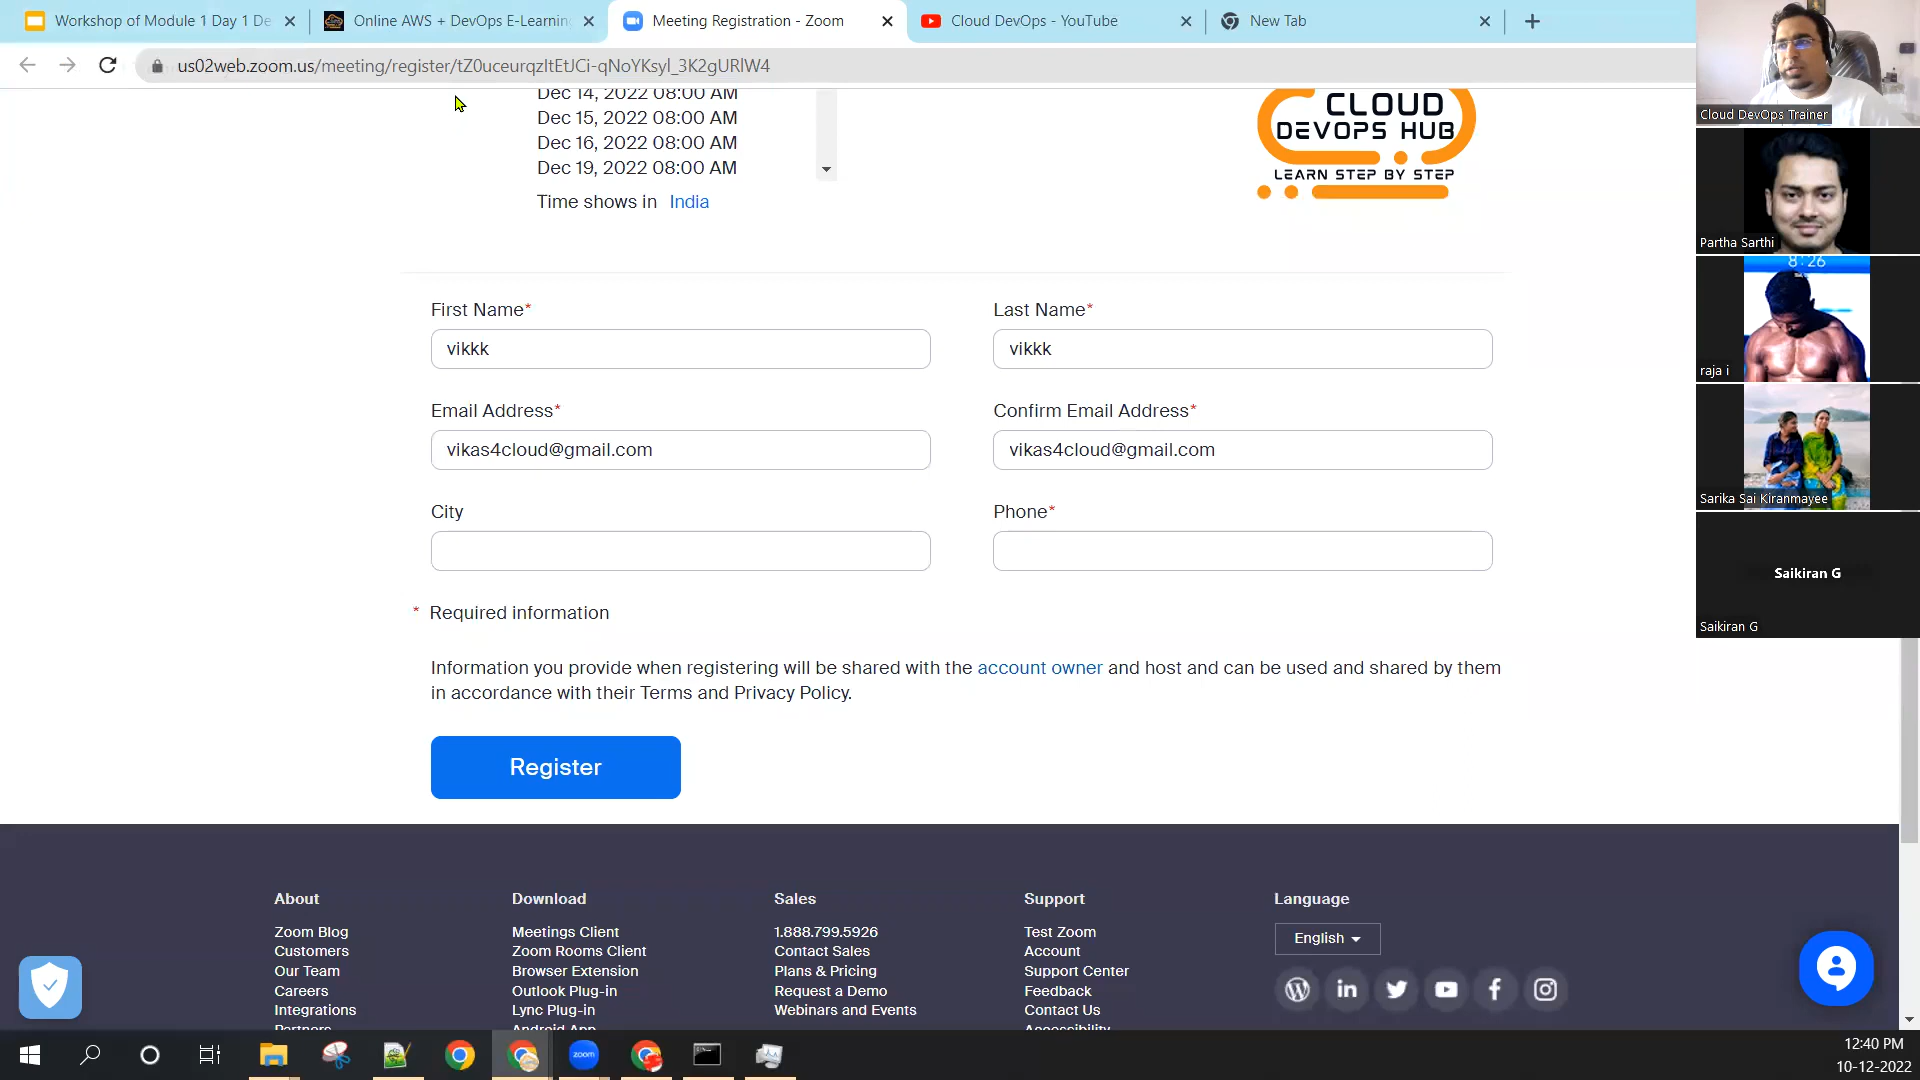 Workshop of Module 1 Day 1 De
Online AWS + DevOps E-Learnin
Meeting Registration - Zoom
Cloud DevOps - YouTube
New Tab
us02web.zoom.us/meeting/register/tZ0uceurqzItEtJCi-qNoYKsyl_3K2gURlW4
Dec 14, 2022 08:00 AM
Dec 15, 2022 08:00 AM
Dec 16, 2022 08:00 AM
Dec 19, 2022 08:00 AM
Time shows in India
CLOUD
DEVOPS HUB
LEARN STEP BY STEP
First Name*
Last Name*
vikkk
vikkk
Email Address*
Confirm Email Address*
vikas4cloud@gmail.com
vikas4cloud@gmail.com
City
Phone*
* Required information
Information you provide when registering will be shared with the account owner and host and can be used and shared by them
in accordance with their Terms and Privacy Policy.
Register
About
Zoom Blog
Customers
Our Team
Careers
Integrations
Partners
Download
Meetings Client
Zoom Rooms Client
Browser Extension
Outlook Plug-in
Lync Plug-in
Android App
Sales
1.888.799.5926
Contact Sales
Plans & Pricing
Request a Demo
Webinars and Events
Support
Test Zoom
Account
Support Center
Feedback
Contact Us
Accessibility
Language
English
Cloud DevOps Trainer
Partha Sarthi
8:26
raja i
Sarika Sai Kiranmayee
Saikiran G
Saikiran G
zoom
12:40 PM
10-12-2022